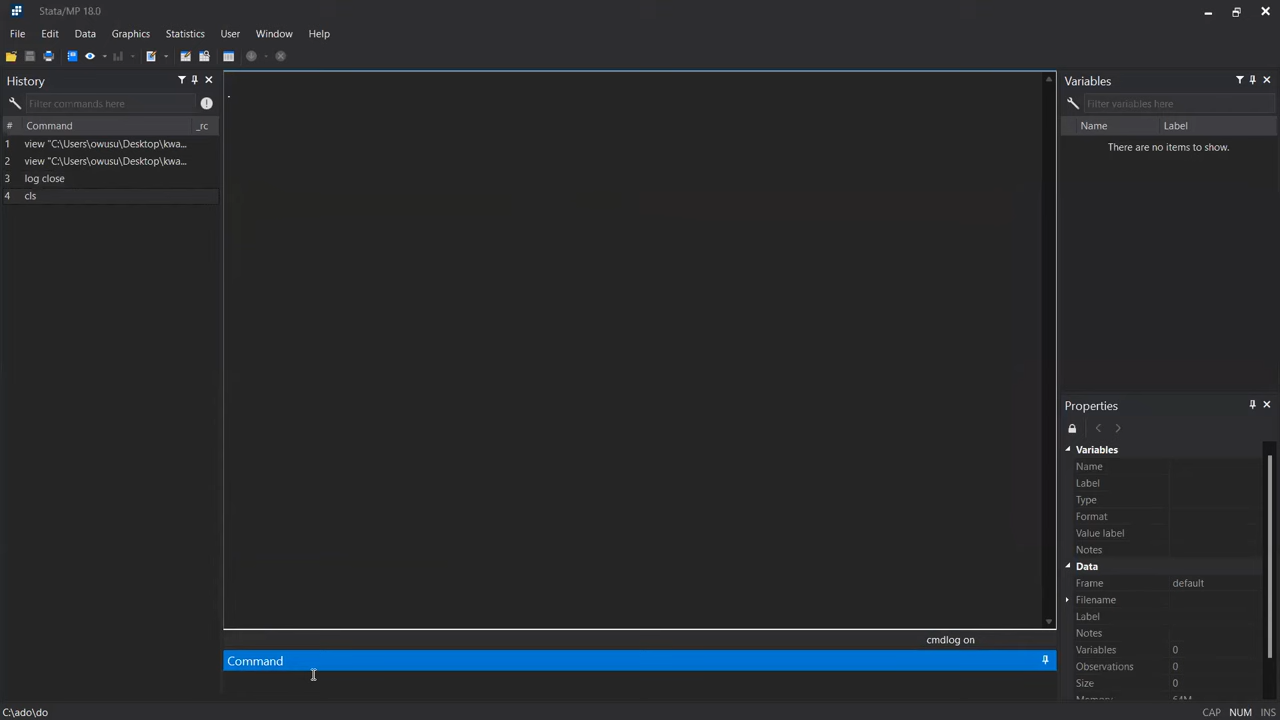 Stata/MP 18.0
File Edit Data Graphics Statistics User Window Help
History
Filter commands here
# Command _rc
1 view "C:\Users\owusu\Desktop\kwa...
2 view "C:\Users\owusu\Desktop\kwa...
3 log close
4 cls
.
cmdlog on
Command
Variables
Filter variables here
Name Label
There are no items to show.
Properties
Variables
Name
Label
Type
Format
Value label
Notes
Data
Frame default
Filename
Label
Notes
Variables 0
Observations 0
Size 0
Memory 64M
C:\ado\do
CAP NUM INS